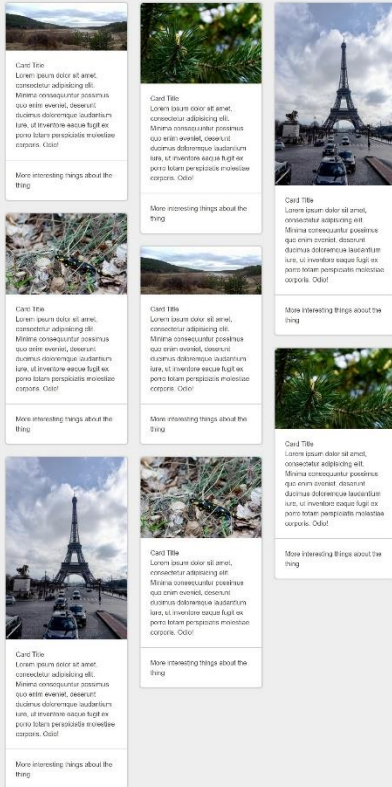 Card Title
Lorem ipsum dolor sit amet,
consectetur adipisicing elit.
Minima consequuntur possimus
quo enim eveniet, deserunt
ducimus doloremque laudantium
iure, ut inventore eaque fugit ex
porro totam perspiciatis molestiae
corporis. Odio!
More interesting things about the
thing
Card Title
Lorem ipsum dolor sit amet,
consectetur adipisicing elit.
Minima consequuntur possimus
quo enim eveniet, deserunt
ducimus doloremque laudantium
iure, ut inventore eaque fugit ex
porro totam perspiciatis molestiae
corporis. Odio!
More interesting things about the
thing
Card Title
Lorem ipsum dolor sit amet,
consectetur adipisicing elit.
Minima consequuntur possimus
quo enim eveniet, deserunt
ducimus doloremque laudantium
iure, ut inventore eaque fugit ex
porro totam perspiciatis molestiae
corporis. Odio!
More interesting things about the
thing
Card Title
Lorem ipsum dolor sit amet,
consectetur adipisicing elit.
Minima consequuntur possimus
quo enim eveniet, deserunt
ducimus doloremque laudantium
iure, ut inventore eaque fugit ex
porro totam perspiciatis molestiae
corporis. Odio!
More interesting things about the
thing
Card Title
Lorem ipsum dolor sit amet,
consectetur adipisicing elit.
Minima consequuntur possimus
quo enim eveniet, deserunt
ducimus doloremque laudantium
iure, ut inventore eaque fugit ex
porro totam perspiciatis molestiae
corporis. Odio!
More interesting things about the
thing
Card Title
Lorem ipsum dolor sit amet,
consectetur adipisicing elit.
Minima consequuntur possimus
quo enim eveniet, deserunt
ducimus doloremque laudantium
iure, ut inventore eaque fugit ex
porro totam perspiciatis molestiae
corporis. Odio!
More interesting things about the
thing
Card Title
Lorem ipsum dolor sit amet,
consectetur adipisicing elit.
Minima consequuntur possimus
quo enim eveniet, deserunt
ducimus doloremque laudantium
iure, ut inventore eaque fugit ex
porro totam perspiciatis molestiae
corporis. Odio!
More interesting things about the
thing
Card Title
Lorem ipsum dolor sit amet,
consectetur adipisicing elit.
Minima consequuntur possimus
quo enim eveniet, deserunt
ducimus doloremque laudantium
iure, ut inventore eaque fugit ex
porro totam perspiciatis molestiae
corporis. Odio!
More interesting things about the
thing